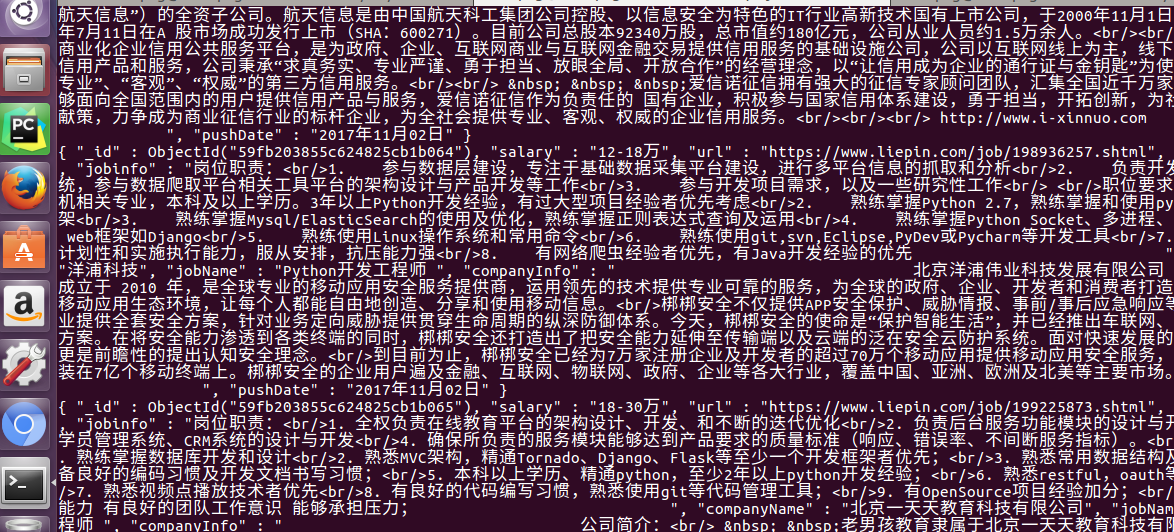 航天信息”)的全资子公司。航天信息是由中国航天科工集团公司控股、以信息安全为特色的IT行业高新技术国有上市公司,于2000年11月1日
年7月11日在A 股市场成功发行上市(SHA: 600271)。目前公司总股本92340万股,总市值约180亿元,公司从业人员约1.5万余人。<br/><br/
商业化企业信用公共服务平台,是为政府、企业、互联网商业与互联网金融交易提供信用服务的基础设施公司,公司以互联网线上为主,线下
信用产品和服务,公司秉承“求真务实、专业严谨、勇于担当、放眼全局、开放合作”的经营理念,以“让信用成为企业的通行证与金钥匙”为使
专业”、“客观”、“权威”的第三方信用服务。<br/><br/> &nbsp; &nbsp; &nbsp;爱信诺征信拥有强大的征信专家顾问团队,汇集全国近千万家
够面向全国范围内的用户提供信用产品与服务,爱信诺征信作为负责任的 国有企业,积极参与国家信用体系建设,勇于担当,开拓创新,为社
献策,力争成为商业征信行业的标杆企业,为全社会提供专业、客观、权威的企业信用服务。<br/><br/><br/> http://www.i-xinnuo.com
", "pushDate" : "2017年11月02日" }
{ "_id" : ObjectId("59fb203855c624825cb1b064"), "salary" : "12-18万", "url" : "https://www.liepin.com/job/198936257.shtml",
, "jobinfo" : "岗位职责:<br/>1. 参与数据层建设,专注于基础数据采集平台建设,进行多平台信息的抓取和分析<br/>2. 负责开发
统,参与数据爬取平台相关工具平台的架构设计与产品开发等工作<br/>3. 参与开发项目需求,以及一些研究性工作<br/> <br/>职位要求
机相关专业,本科及以上学历。3年以上Python开发经验,有过大型项目经验者优先考虑<br/>2. 熟练掌握Python 2.7,熟练掌握和使用py
架<br/>3. 熟练掌握Mysql/ElasticSearch的使用及优化,熟练掌握正则表达式查询及运用<br/>4. 熟练掌握Python Socket、多进程、
web框架如Django<br/>5. 熟练使用Linux操作系统和常用命令<br/>6. 熟练使用git,svn,Eclipse,PyDev或Pycharm等开发工具<br/>7.
计划性和实施执行能力,服从安排,抗压能力强<br/>8. 有网络爬虫经验者优先,有Java开发经验的优先 "
"洋浦科技", "jobName" : "Python开发工程师 ", "companyInfo" : " 北京洋浦伟业科技发展有限公司
成立于 2010 年,是全球专业的移动应用安全服务提供商,运用领先的技术提供专业可靠的服务,为全球的政府、企业、开发者和消费者打造
移动应用生态环境,让每个人都能自由地创造、分享和使用移动信息。<br/>梆梆安全不仅提供APP安全保护、威胁情报、事前/事后应急响应
业提供全套安全方案,针对业务定向威胁提供贯穿生命周期的纵深防御体系。今天,梆梆安全的使命是“保护智能生活”,并已经推出车联网、
方案。在将安全能力渗透到各类终端的同时,梆梆安全还打造出了把安全能力延伸至传输端以及云端的泛在安全云防护系统。面对快速发展的
更是前瞻性的提出认知安全理念。<br/>到目前为止,梆梆安全已经为7万家注册企业及开发者的超过70万个移动应用提供移动应用安全服务,
装在7亿个移动终端上。梆梆安全的企业用户遍及金融、互联网、物联网、政府、企业等各大行业,覆盖中国、亚洲、欧洲及北美等主要市场。
", "pushDate" : "2017年11月02日" }
{ "_id" : ObjectId("59fb203855c624825cb1b065"), "salary" : "18-30万", "url" : "https://www.liepin.com/job/199225873.shtml",
, "jobinfo" : "岗位职责:<br/>1. 全权负责在线教育平台的架构设计、开发、和不断的迭代优化<br/>2. 负责后台服务功能模块的设计与开
学员管理系统、CRM系统的设计与开发<br/>4. 确保所负责的服务模块能够达到产品要求的质量标准(响应、错误率、不间断服务指标)。<br
. 熟练掌握数据库开发和设计<br/>2. 熟悉MVC架构,精通Tornado、Django、Flask等至少一个开发框架者优先;<br/>3. 熟悉常用数据结构及
备良好的编码习惯及开发文档书写习惯;<br/>5. 本科以上学历、精通python,至少2年以上python开发经验;<br/>6. 熟悉restful, oauth等
/>7. 熟悉视频点播放技术者优先<br/>8. 有良好的代码编写习惯,熟悉使用git等代码管理工具;<br/>9. 有OpenSource项目经验加分;<br/
能力 有良好的团队工作意识 能够承担压力; ", "companyName" : "北京一天天教育科技有限公司", "jobNam
程师 ", "companyInfo" : " 公司简介:<br/> &nbsp; &nbsp;老男孩教育隶属于北京一天天教育科技有